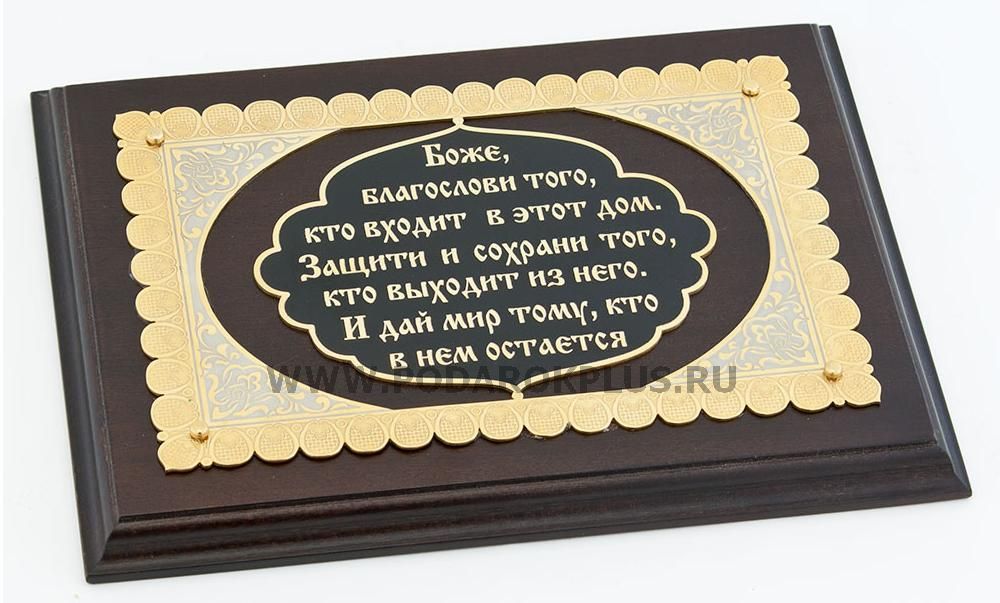 Боже,
благослови того,
кто входит в этот дом.
Защити и сохрани того,
кто выходит из него.
И дай мир тому, кто
в нем остается
WWW.PODAROKPLUS.RU